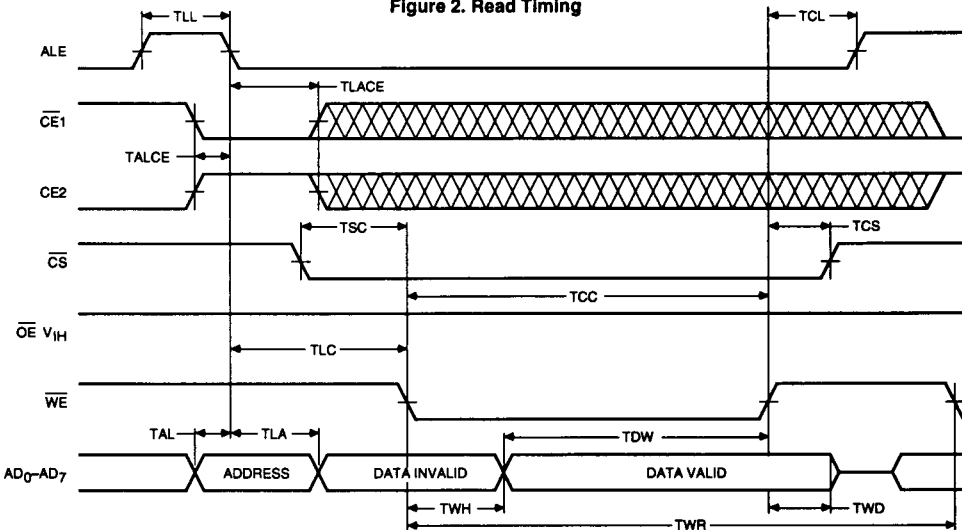 Figure 2. Read Timing
TLL
TCL
ALE
TLACE
CE1
TALCE
CE2
TSC
TCS
CS
TCC
OE VIH
TLC
WE
TAL
TLA
TDW
AD0–AD7
ADDRESS
DATA INVALID
DATA VALID
TWH
TWD
TWR